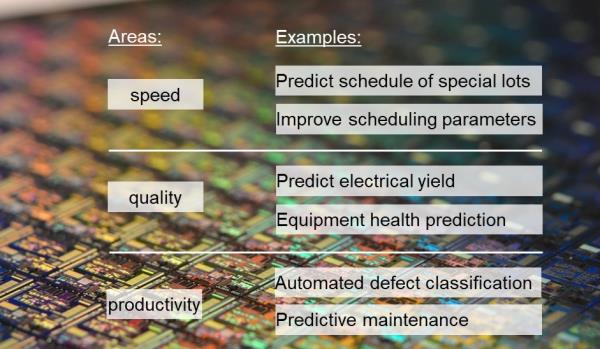 Areas:
Examples:
speed
Predict schedule of special lots
Improve scheduling parameters
quality
Predict electrical yield
Equipment health prediction
productivity
Automated defect classification
Predictive maintenance